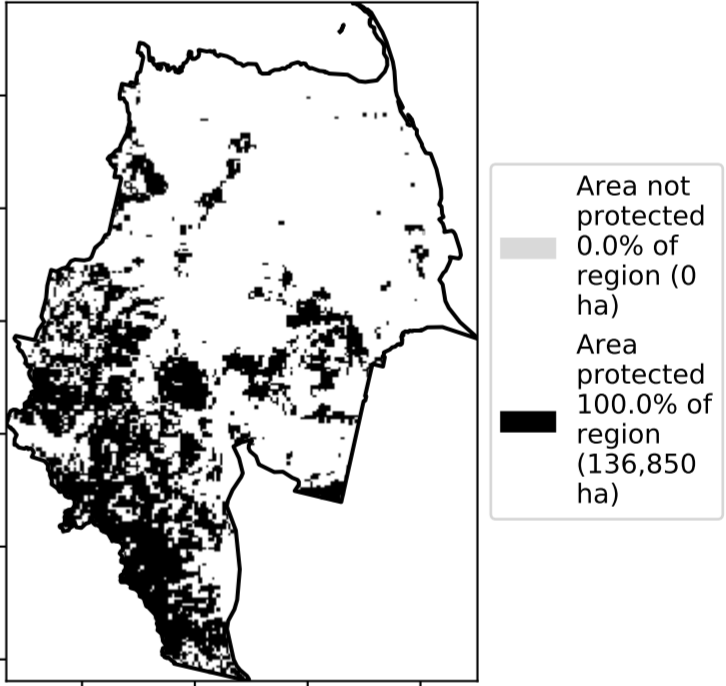 Area not
protected
0.0% of
region (0
ha)
Area
protected
100.0% of
region
(136,850
ha)